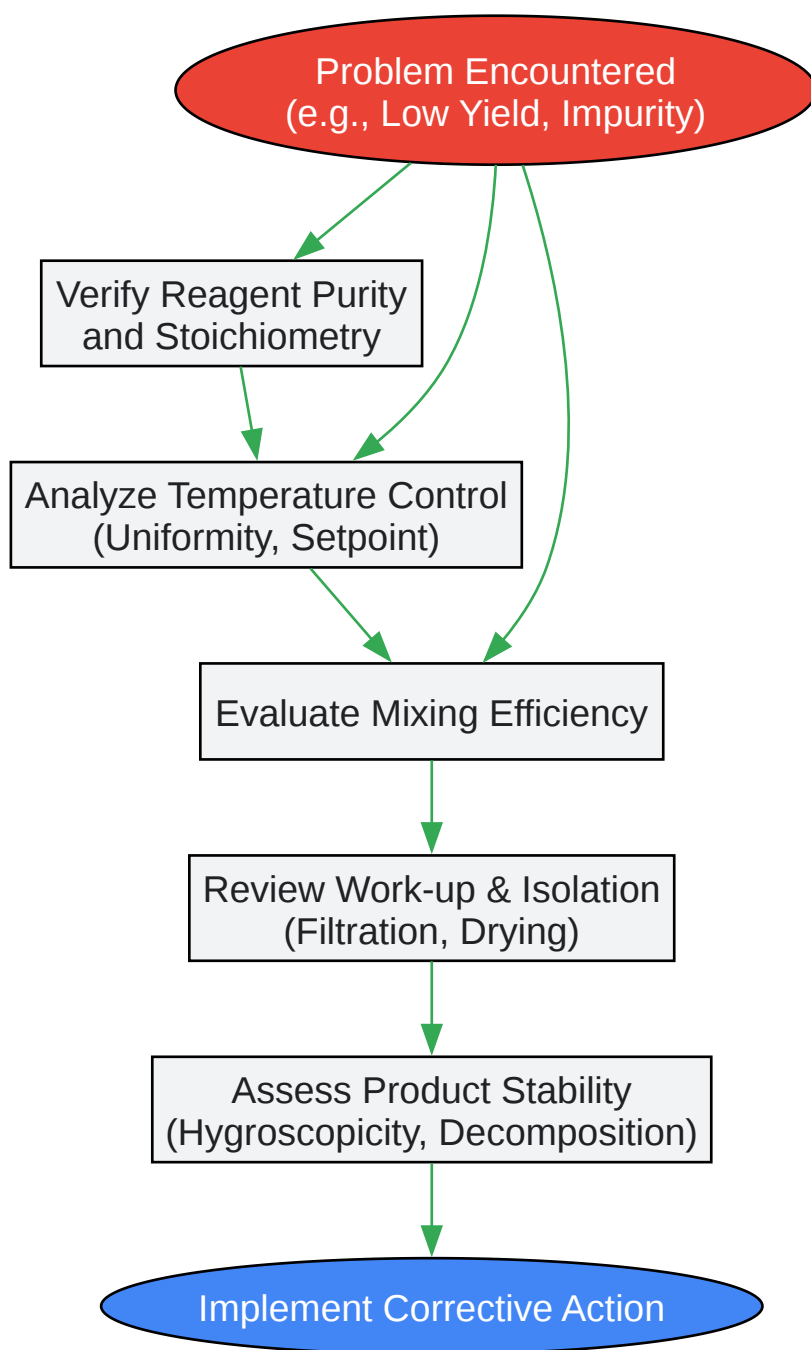 Problem Encountered
(e.g., Low Yield, Impurity)
Verify Reagent Purity
and Stoichiometry
Analyze Temperature Control
(Uniformity, Setpoint)
Evaluate Mixing Efficiency
Review Work-up & Isolation
(Filtration, Drying)
Assess Product Stability
(Hygroscopicity, Decomposition)
Implement Corrective Action